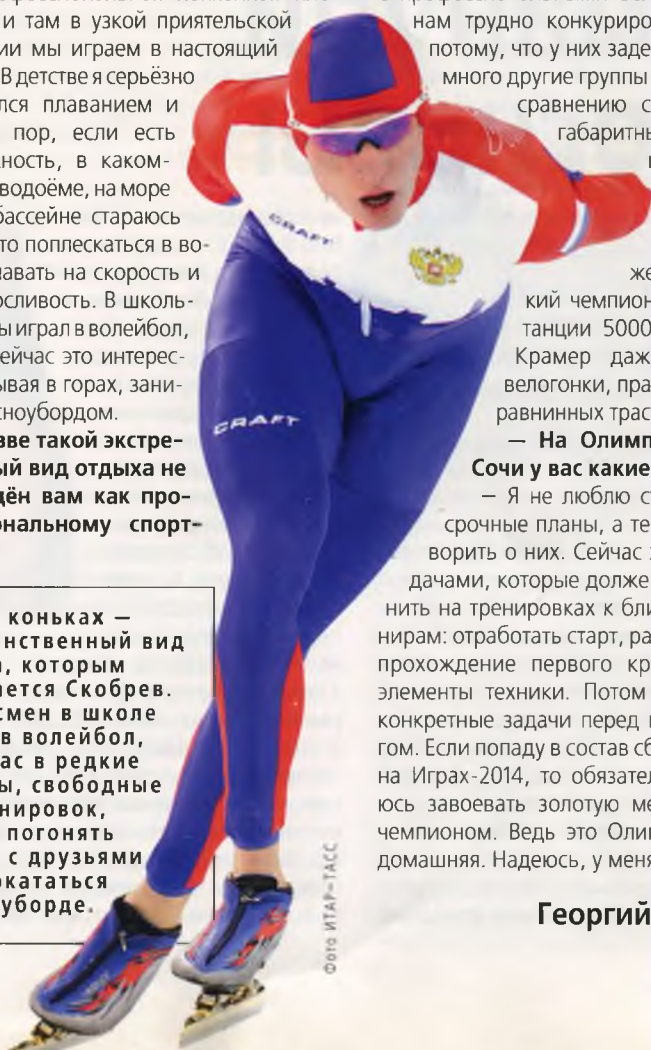 и там в узкой приятельской
ии мы играем в настоящий
В детстве я серьёзно
лся плаванием и
пор, если есть
ность, в каком-
водоёме, на море
бассейне стараюсь
то поплескаться в во-
лавать на скорость и
осливость. В школь-
ы играл в волейбол,
ейчас это интерес-
ывая в горах, зани-
сноубордом.
зве такой экстре-
ый вид отдыха не
щён вам как про-
ональному спорт-
коньках —
нственный вид
а, которым
ается Скобрев.
смен в школе
в волейбол,
ас в редкие
ы, свободные
нировок,
погонять
с друзьями
окататься
уборде.
CRAFT
CRAFT
Фото ИТАР–ТАСС
нам трудно конкуриро
потому, что у них заде
много другие группы
сравнению с
габаритны
же
кий чемпион
танции 5000
Крамер даж
велогонки, пра
равнинных трас
— На Олимп
Сочи у вас какие
— Я не люблю ст
срочные планы, а те
ворить о них. Сейчас
дачами, которые долже
нить на тренировках к бли
нирам: отработать старт, ра
прохождение первого кр
элементы техники. Потом
конкретные задачи перед
гом. Если попаду в состав сб
на Играх-2014, то обязател
юсь завоевать золотую ме
чемпионом. Ведь это Оли
домашняя. Надеюсь, у меня
Георгий